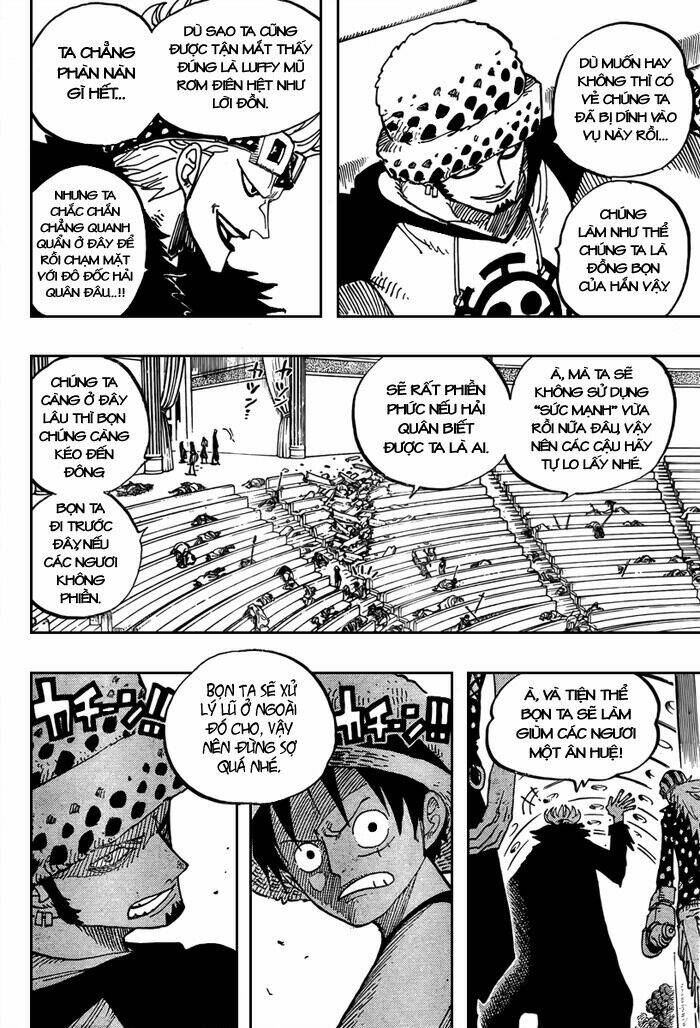 DÙ SAO TA CŨNG
ĐƯỢC TẬN MẮT THẤY
ĐÚNG LÀ LUFFY MŨ
RƠM ĐIÊN HỆT NHƯ
LỜI ĐỒN.
TA CHẲNG
PHÀN NÀN
GÌ HẾT...
NHƯNG TA
CHẮC CHẮN
CHẲNG QUANH
QUẨN Ở ĐÂY ĐỂ
RỒI CHẠM MẶT
VỚI ĐÔ ĐỐC HẢI
QUÂN ĐÂU..!!
DÙ MUỐN HAY
KHÔNG THÌ CÓ
VẺ CHÚNG TA
ĐÃ BỊ DÍNH VÀO
VỤ NÀY RỒI...
CHÚNG
LÀM NHƯ THỂ
CHÚNG TA LÀ
ĐỒNG BỌN
CỦA HẮN VẬY.
CHÚNG TA
CÀNG Ở ĐÂY
LÂU THÌ BỌN
CHÚNG CÀNG
KÉO ĐẾN
ĐÔNG
BỌN TA
ĐI TRƯỚC
ĐÂY, NẾU
CÁC NGƯƠI
KHÔNG
PHIỀN.
SẼ RẤT PHIỀN
PHỨC NẾU HẢI
QUÂN BIẾT
ĐƯỢC TA LÀ AI.
À, MÀ TA SẼ
KHÔNG SỬ DỤNG
“SỨC MẠNH” VỪA
RỒI NỮA ĐÂU, VẬY
NÊN CÁC CẬU HÃY
TỰ LO LẤY NHÉ.
ガチーン!!
BỌN TA SẼ XỬ
LÝ LŨ Ở NGOÀI
ĐÓ CHO, VẬY
NÊN ĐỪNG SỢ
QUÁ NHÉ.
ガチーン!!
À, VÀ TIỆN THỂ
BỌN TA SẼ LÀM
GIÙM CÁC NGƯƠI
MỘT ÂN HUỆ!